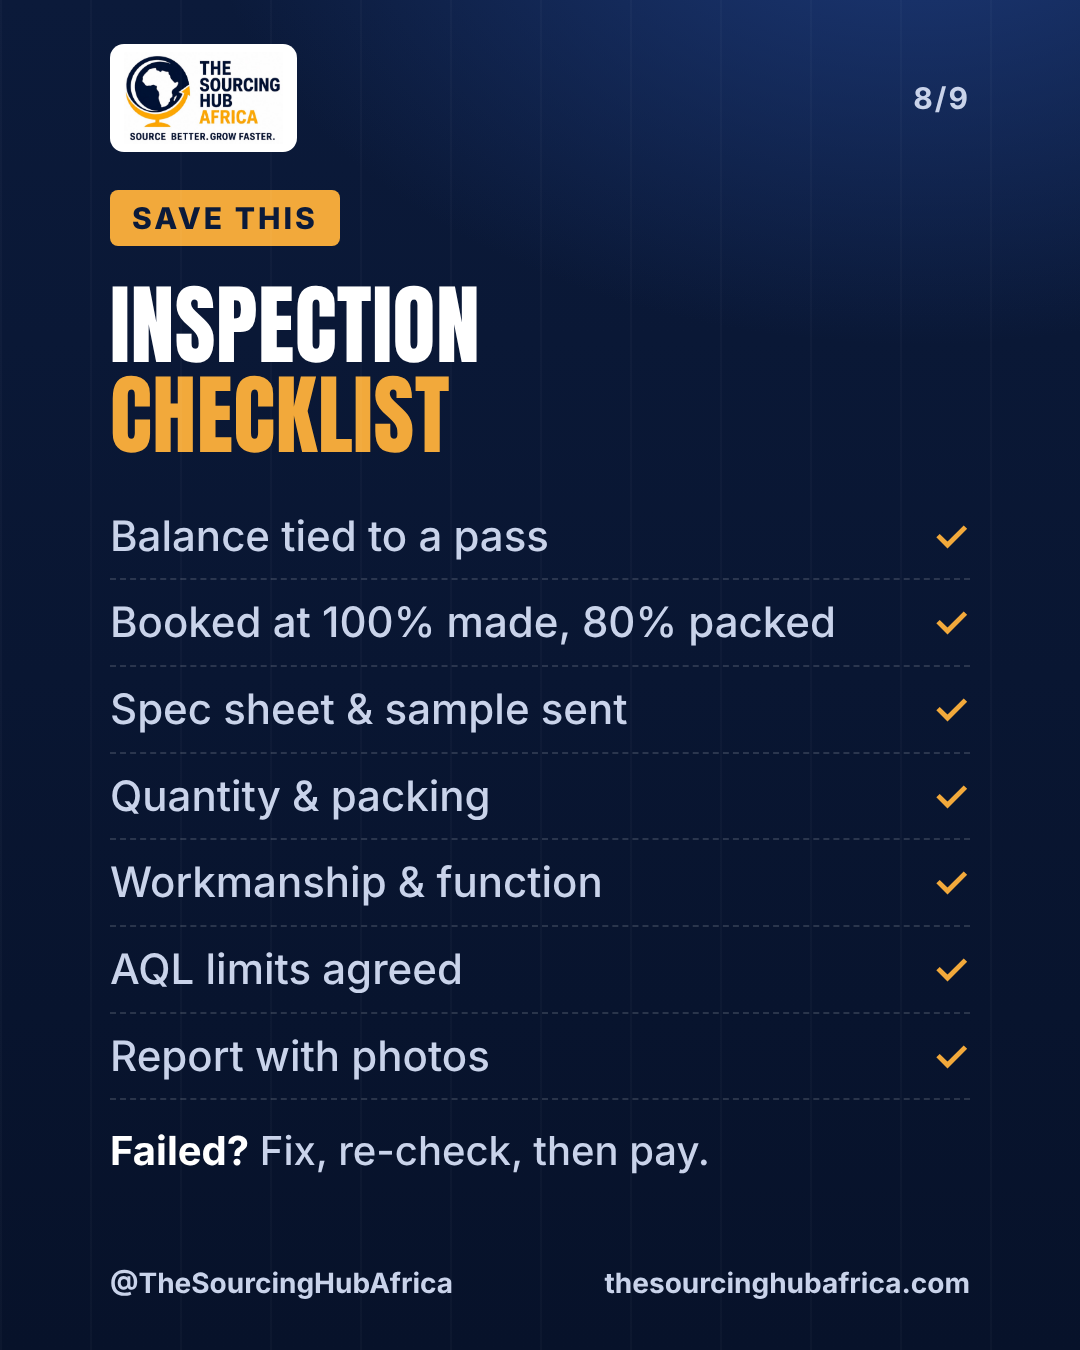 THE
SOURCING
HUB
AFRICA
SOURCE BETTER. GROW FASTER.
8/9
SAVE THIS
INSPECTION
CHECKLIST
Balance tied to a pass
Booked at 100% made, 80% packed
Spec sheet & sample sent
Quantity & packing
Workmanship & function
AQL limits agreed
Report with photos
Failed? Fix, re-check, then pay.
@TheSourcingHubAfrica
thesourcinghubafrica.com